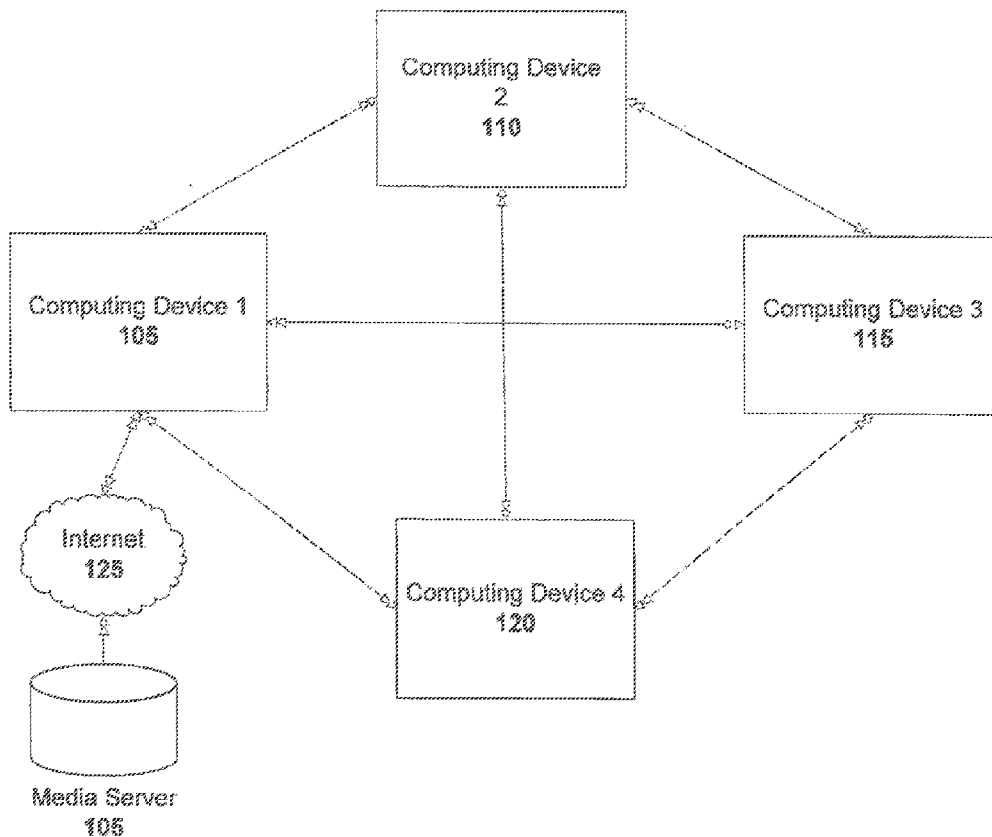 Computing Device
2
110
Computing Device 1
105
Computing Device 3
115
Internet
125
Computing Device 4
120
Media Server
105